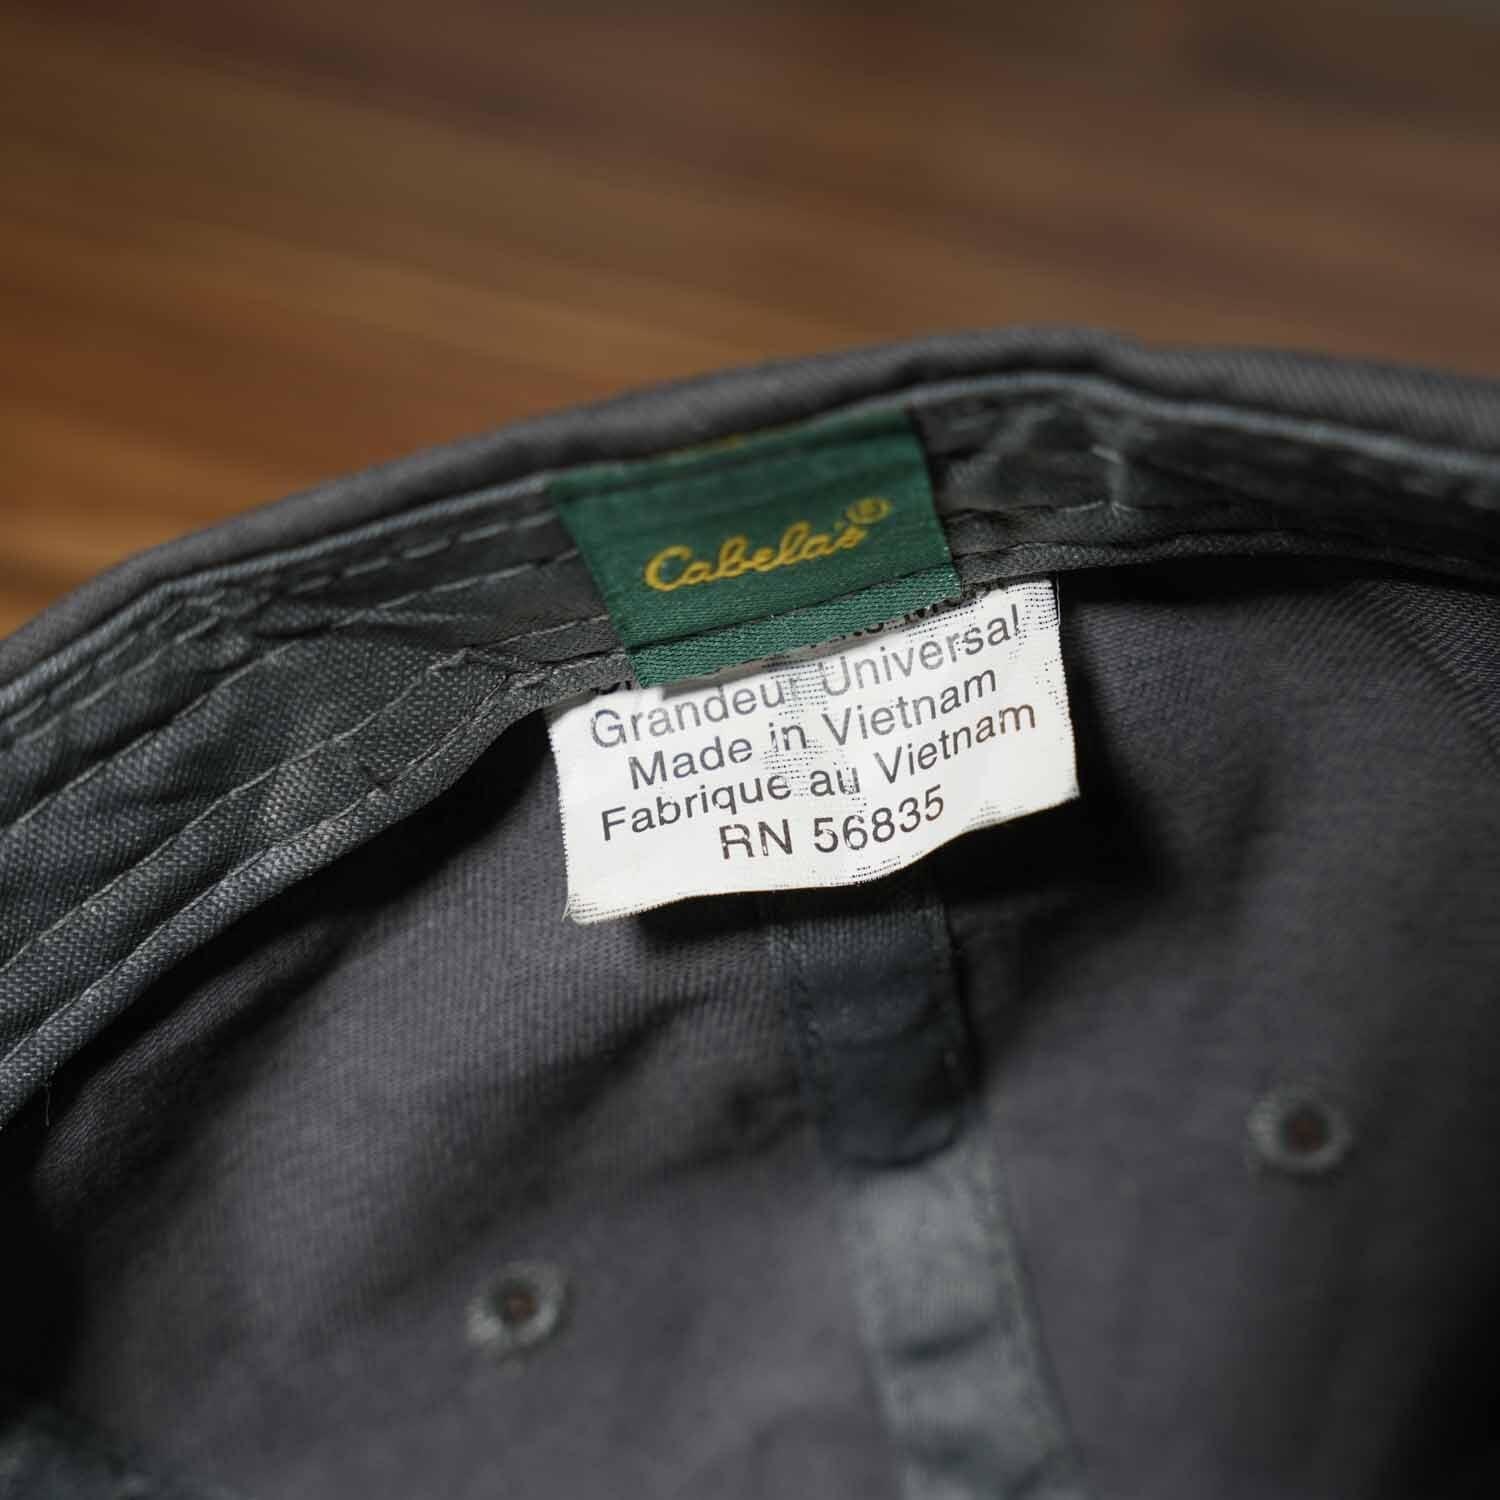 Cabela's®
Grandeur Universal
Made in Vietnam
Fabrique au Vietnam
RN 56835